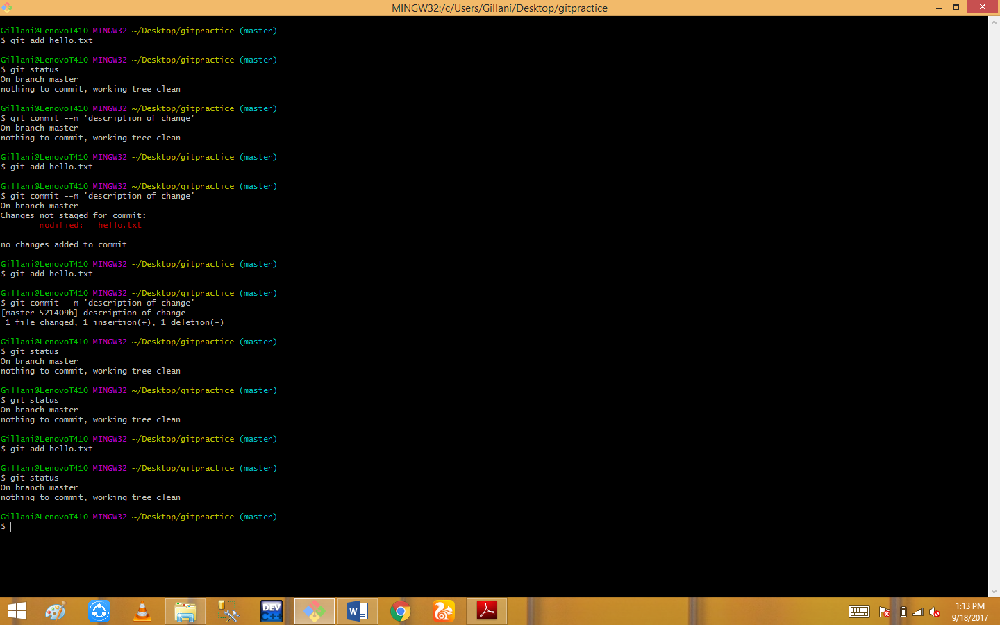 MINGW32:/c/Users/Gillani/Desktop/gitpractice
Gillani@LenovoT410 MINGW32 ~/Desktop/gitpractice (master)
$ git add hello.txt
Gillani@LenovoT410 MINGW32 ~/Desktop/gitpractice (master)
$ git status
On branch master
nothing to commit, working tree clean
Gillani@LenovoT410 MINGW32 ~/Desktop/gitpractice (master)
$ git commit --m 'description of change'
On branch master
nothing to commit, working tree clean
Gillani@LenovoT410 MINGW32 ~/Desktop/gitpractice (master)
$ git add hello.txt
Gillani@LenovoT410 MINGW32 ~/Desktop/gitpractice (master)
$ git commit --m 'description of change'
On branch master
Changes not staged for commit:
modified: hello.txt
no changes added to commit
Gillani@LenovoT410 MINGW32 ~/Desktop/gitpractice (master)
$ git add hello.txt
Gillani@LenovoT410 MINGW32 ~/Desktop/gitpractice (master)
$ git commit --m 'description of change'
[master 521409b] description of change
1 file changed, 1 insertion(+), 1 deletion(-)
Gillani@LenovoT410 MINGW32 ~/Desktop/gitpractice (master)
$ git status
On branch master
nothing to commit, working tree clean
Gillani@LenovoT410 MINGW32 ~/Desktop/gitpractice (master)
$ git status
On branch master
nothing to commit, working tree clean
Gillani@LenovoT410 MINGW32 ~/Desktop/gitpractice (master)
$ git add hello.txt
Gillani@LenovoT410 MINGW32 ~/Desktop/gitpractice (master)
$ git status
On branch master
nothing to commit, working tree clean
Gillani@LenovoT410 MINGW32 ~/Desktop/gitpractice (master)
$
DEV
C++
W
1:13 PM
9/18/2017